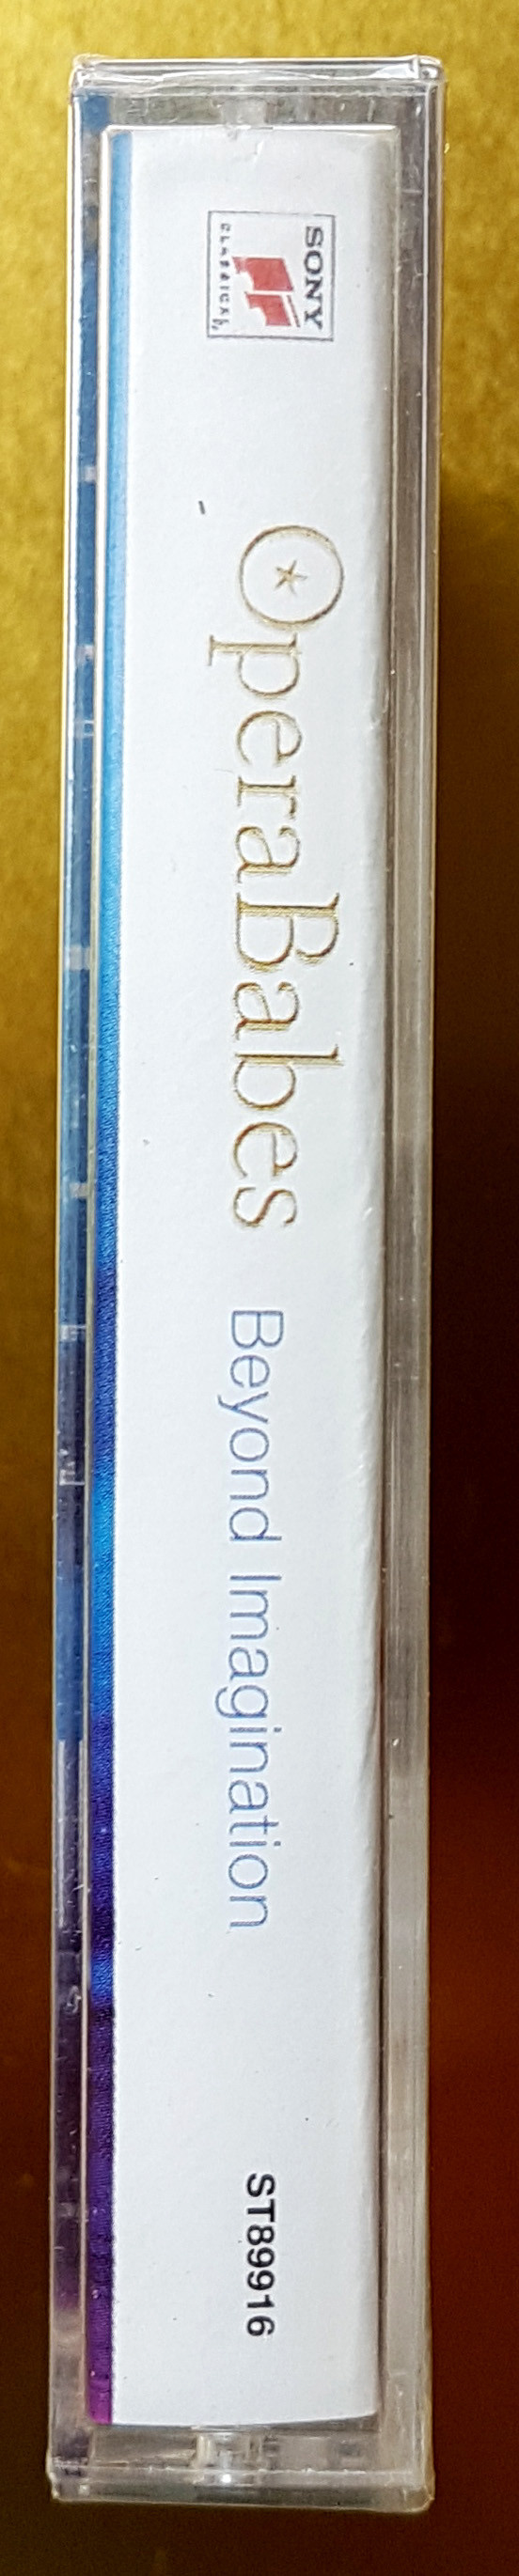 SONY
CLASSICAL
OperaBabes Beyond Imagination
ST89916